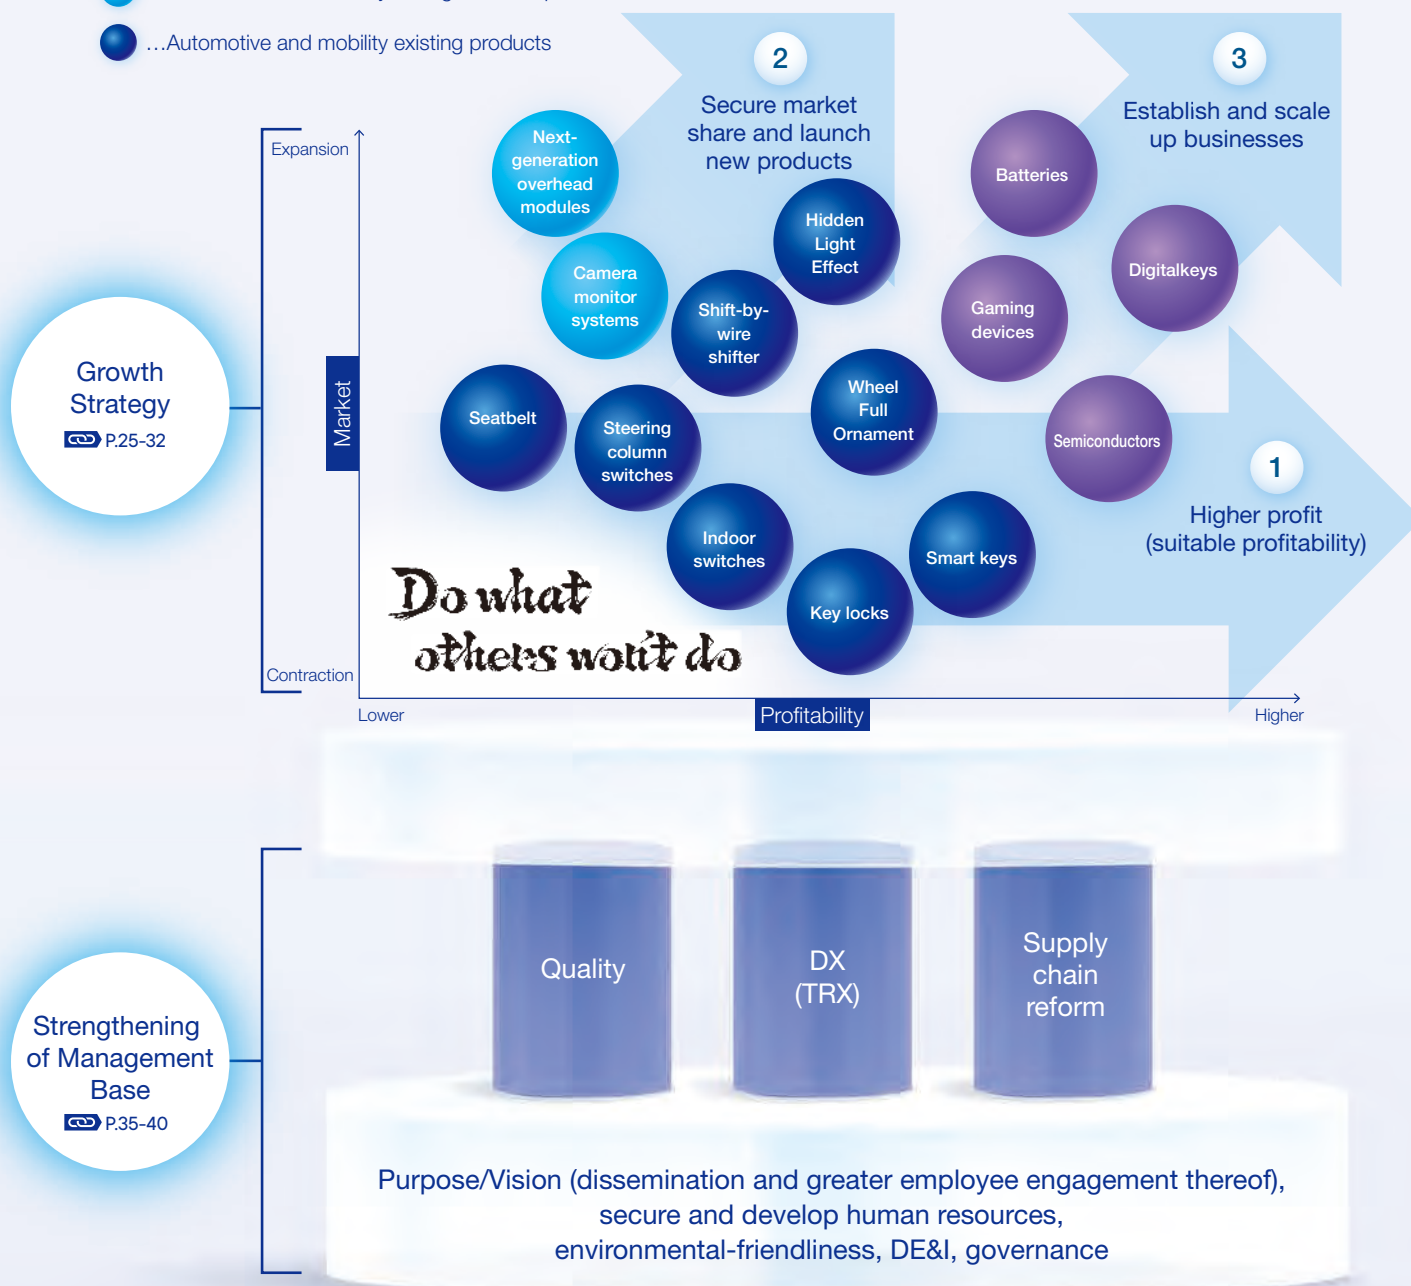 …Automotive and mobility existing products
2
Secure market
share and launch
new products
3
Establish and scale
up businesses
Expansion
Market
Contraction
Next-
generation
overhead
modules
Camera
monitor
systems
Hidden
Light
Effect
Shift-by-
wire
shifter
Batteries
Digitalkeys
Gaming
devices
Seatbelt
Steering
column
switches
Wheel
Full
Ornament
Semiconductors
Indoor
switches
Key locks
Smart keys
1
Higher profit
(suitable profitability)
Do what
others won't do
Lower
Profitability
Higher
Growth
Strategy
P.25-32
Quality
DX
(TRX)
Supply
chain
reform
Strengthening
of Management
Base
P.35-40
Purpose/Vision (dissemination and greater employee engagement thereof),
secure and develop human resources,
environmental-friendliness, DE&I, governance